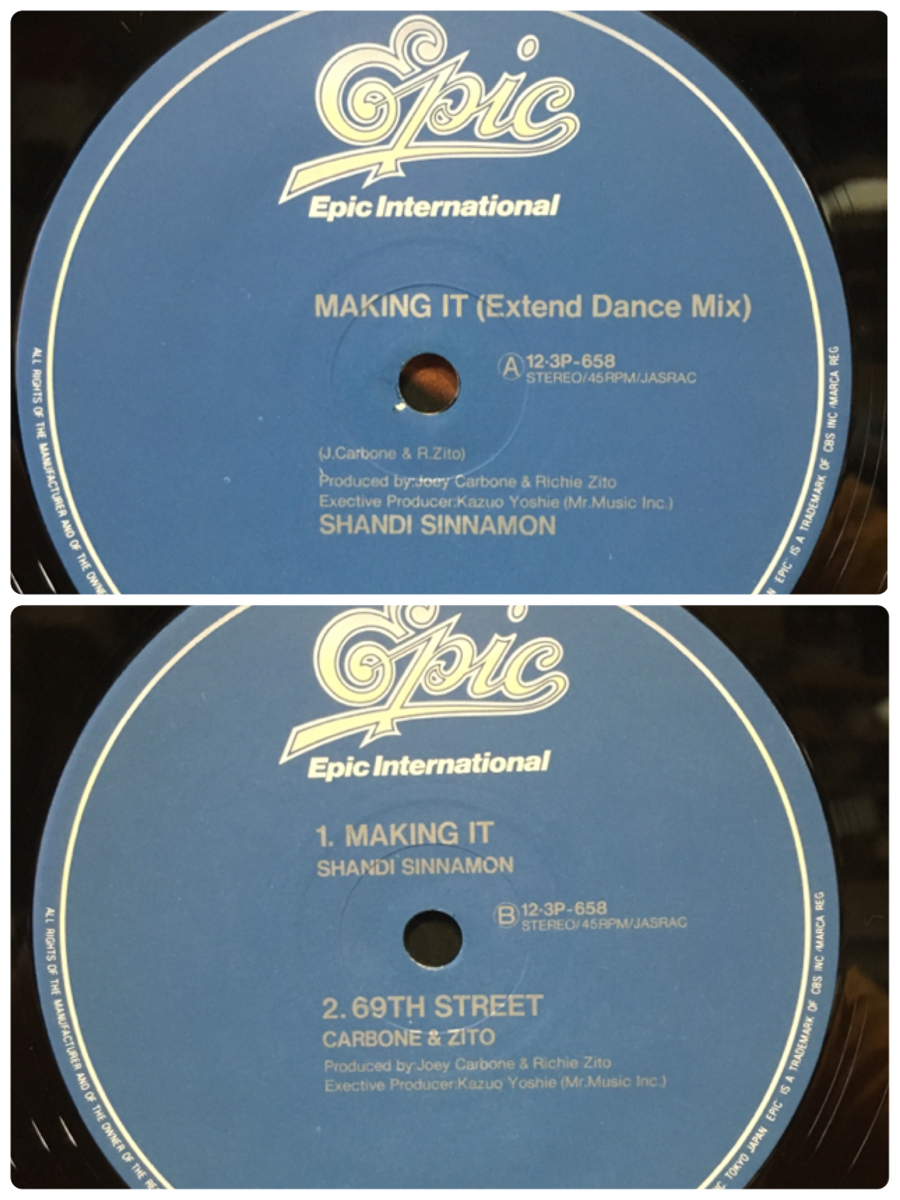 Epic
Epic International
MAKING IT (Extend Dance Mix)
A 12·3P-658
STEREO/45RPM/JASRAC
(J.Carbone & R.Zito)
Produced by:Joey Carbone & Richie Zito
Exective Producer:Kazuo Yoshie (Mr.Music Inc.)
SHANDI SINNAMON
ALL RIGHTS OF THE MANUFACTURER AND OF THE OWNE
"EPIC" IS A TRADEMARK OF CBS INC /MARCA REG
Epic
Epic International
1. MAKING IT
SHANDI SINNAMON
B 12·3P-658
STEREO/45RPM/JASRAC
2. 69TH STREET
CARBONE & ZITO
Produced by:Joey Carbone & Richie Zito
Exective Producer:Kazuo Yoshie (Mr.Music Inc.)
ALL RIGHTS OF THE MANUFACTURER AND OF THE OWNER OF THE RE
TOKYO JAPAN "EPIC" IS A TRADEMARK OF CBS INC /MARCA REG